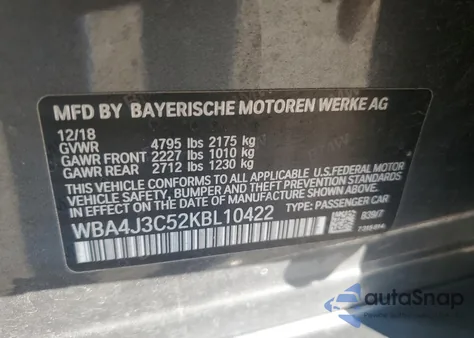 MFD BY BAYERISCHE MOTOREN WERKE AG
12/18
GVWR 4795 lbs 2175 kg
GAWR FRONT 2227 lbs 1010 kg
GAWR REAR 2712 lbs 1230 kg
THIS VEHICLE CONFORMS TO ALL APPLICABLE U.S.FEDERAL MOTOR
VEHICLE SAFETY, BUMPER AND THEFT PREVENTION STANDARDS
IN EFFECT ON THE DATE OF MANUFACTURE SHOWN ABOVE.
WBA4J3C52KBL10422 TYPE: PASSENGER CAR
B39/7
autoSnap